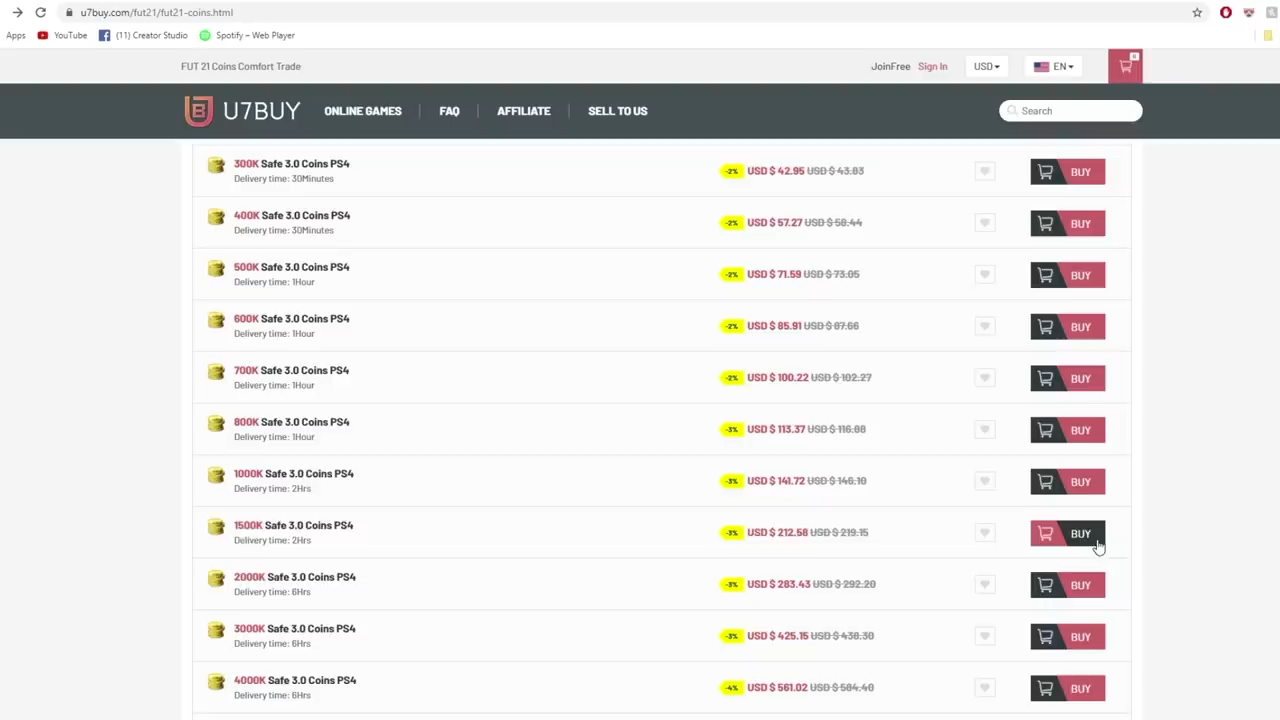 u7buy.com/fut21/fut21-coins.html
Apps YouTube (11) Creator Studio Spotify – Web Player
FUT 21 Coins Comfort Trade JoinFree Sign In USD EN 0
U7BUY ONLINE GAMES FAQ AFFILIATE SELL TO US Search
300K Safe 3.0 Coins PS4 -2% USD $ 42.95 USD $ 43.83 BUY
Delivery time: 30Minutes
400K Safe 3.0 Coins PS4 -2% USD $ 57.27 USD $ 58.44 BUY
Delivery time: 30Minutes
500K Safe 3.0 Coins PS4 -2% USD $ 71.59 USD $ 73.05 BUY
Delivery time: 1Hour
600K Safe 3.0 Coins PS4 -2% USD $ 85.91 USD $ 87.66 BUY
Delivery time: 1Hour
700K Safe 3.0 Coins PS4 -2% USD $ 100.22 USD $ 102.27 BUY
Delivery time: 1Hour
800K Safe 3.0 Coins PS4 -3% USD $ 113.37 USD $ 116.88 BUY
Delivery time: 1Hour
1000K Safe 3.0 Coins PS4 -3% USD $ 141.72 USD $ 146.10 BUY
Delivery time: 2Hrs
1500K Safe 3.0 Coins PS4 -3% USD $ 212.58 USD $ 219.15 BUY
Delivery time: 2Hrs
2000K Safe 3.0 Coins PS4 -3% USD $ 283.43 USD $ 292.20 BUY
Delivery time: 6Hrs
3000K Safe 3.0 Coins PS4 -3% USD $ 425.15 USD $ 438.30 BUY
Delivery time: 6Hrs
4000K Safe 3.0 Coins PS4 -4% USD $ 561.02 USD $ 584.40 BUY
Delivery time: 6Hrs